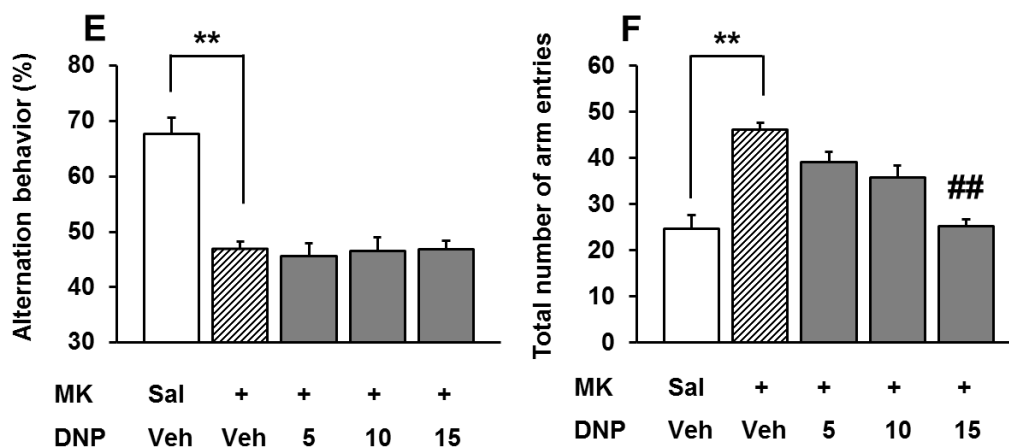 E
**
Alternation behavior (%)
80
70
60
50
40
30
MK Sal + + + +
DNP Veh Veh 5 10 15
F
**
##
Total number of arm entries
60
50
40
30
20
10
0
MK Sal + + + +
DNP Veh Veh 5 10 15